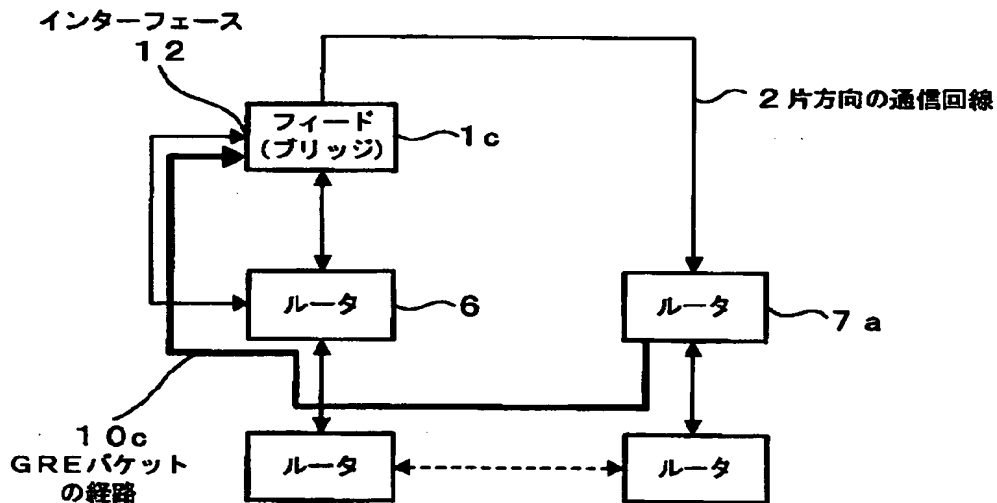 インターフェース
12
フィード
(ブリッジ)
1c
2片方向の通信回線
ルータ
6
ルータ
7a
10c
GREパケット
の経路
ルータ
ルータ